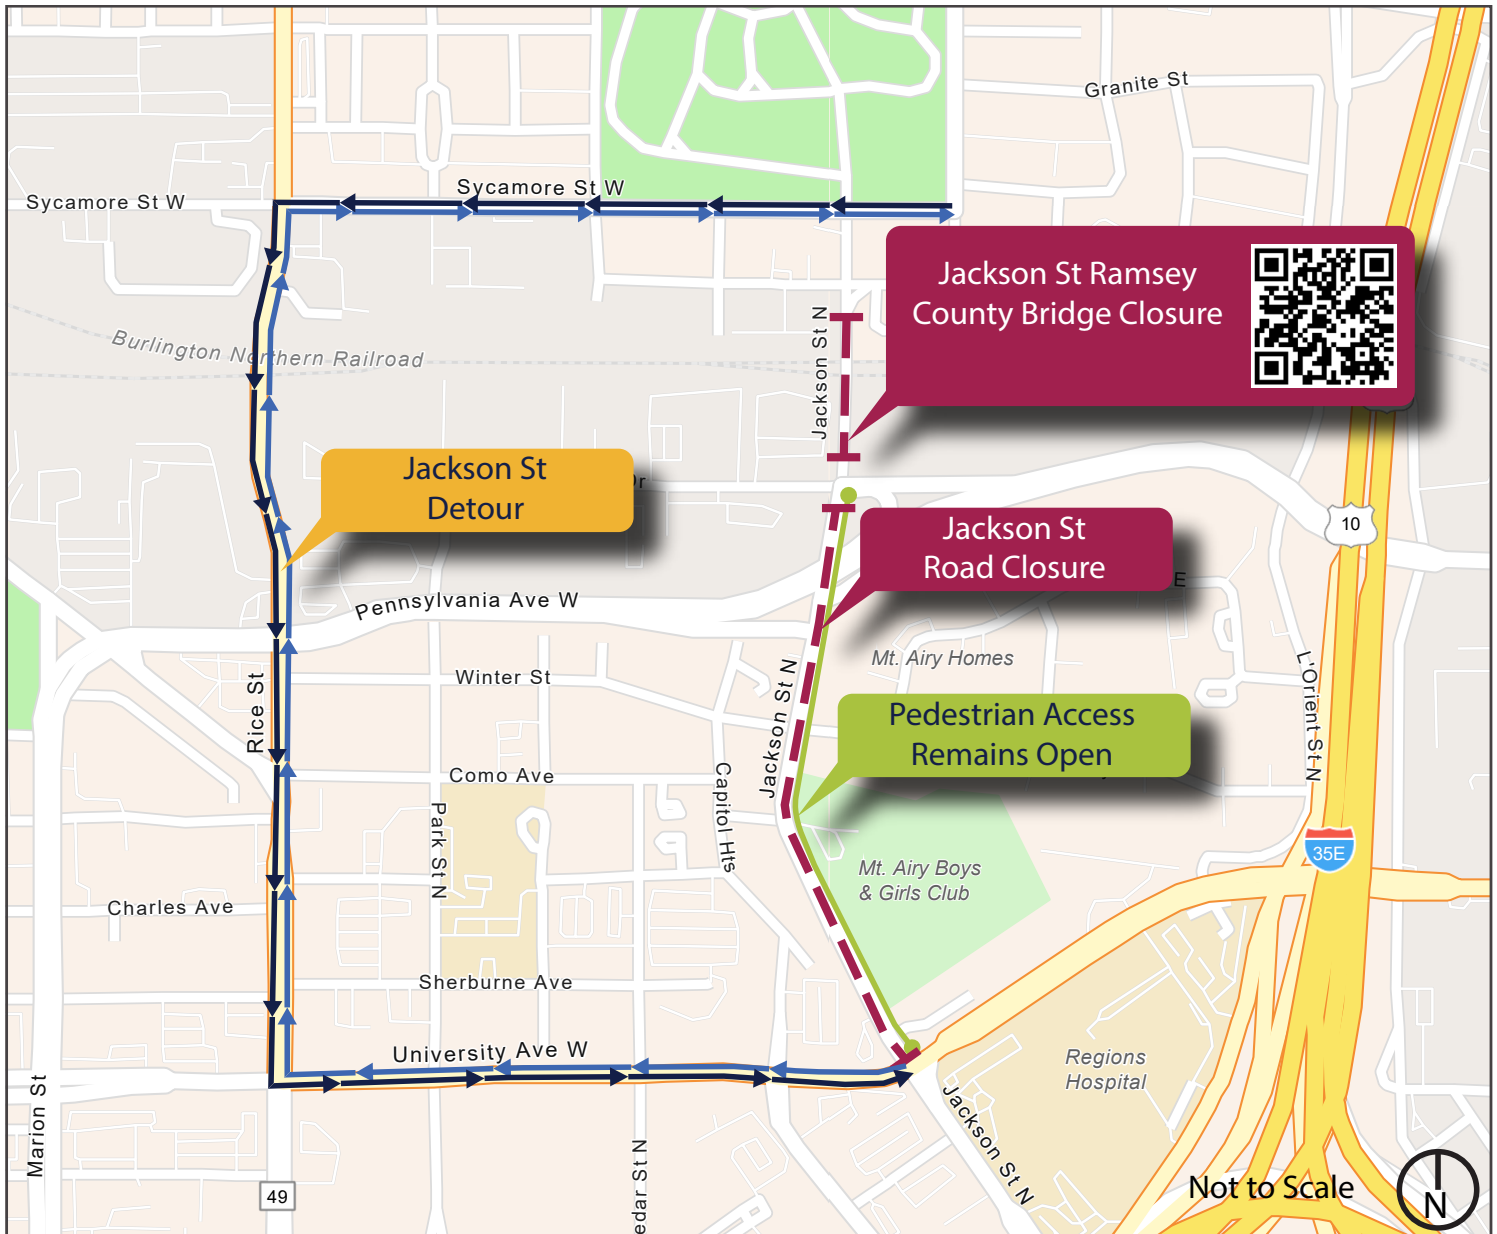 Granite St
Sycamore St W
Sycamore St W
Jackson St Ramsey
County Bridge Closure
Jackson St N
Burlington Northern Railroad
Jackson St
Detour
Dr
10
Jackson St
Road Closure
E
Pennsylvania Ave W
Mt. Airy Homes
Winter St
Rice St
Jackson St N
L'Orient St N
Pedestrian Access
Remains Open
Como Ave
Capitol Hts
Park St N
35E
Mt. Airy Boys
& Girls Club
Charles Ave
Sherburne Ave
University Ave W
Regions
Hospital
Marion St
Jackson St N
edar St N
49
Not to Scale
N